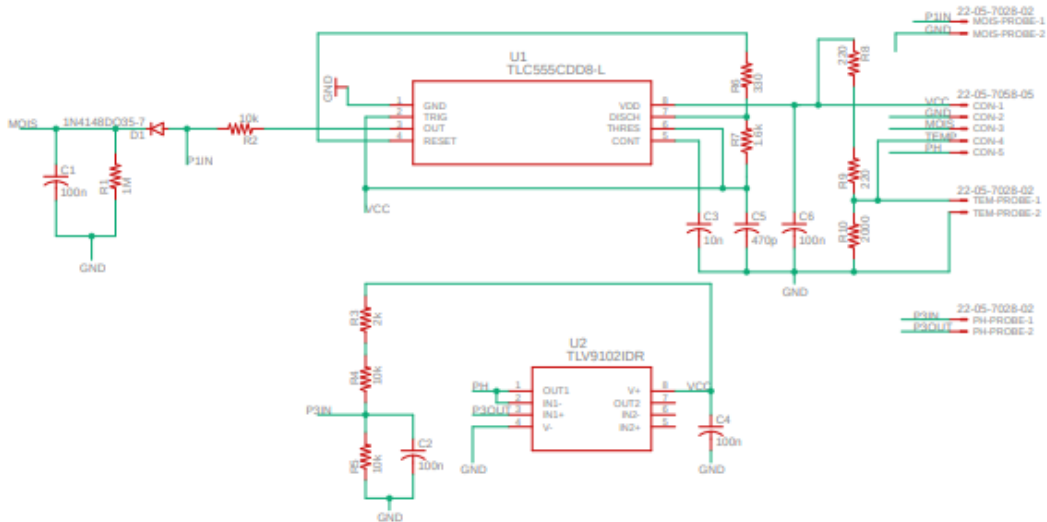 U1
TLC555CDD8-L
GND
1
2
3
4
GND
TRIG
OUT
RESET
VDD
DISCH
THRES
CONT
8
7
6
5
R6
330
R7
1.6k
220
R8
R9
220
R10
2000
22-05-7028-02
P1IN
GND
MOIS-PROBE-1
MOIS-PROBE-2
22-05-7058-05
VCC
GND
MOIS
TEMP
PH
CON-1
CON-2
CON-3
CON-4
CON-5
22-05-7028-02
TEM-PROBE-1
TEM-PROBE-2
MOIS
1N4148DO35-7
D1
10k
R2
P1IN
C1
100n
R1
1M
GND
VCC
C3
10n
C5
470p
C6
100n
GND
22-05-7028-02
P3IN
P3OUT
PH-PROBE-1
PH-PROBE-2
R3
2k
R4
10k
P3IN
R5
10k
C2
100n
GND
U2
TLV9102IDR
PH
P3OUT
GND
1
2
3
4
OUT1
IN1-
IN1+
V-
V+
OUT2
IN2-
IN2+
8
7
6
5
VCC
C4
100n
GND